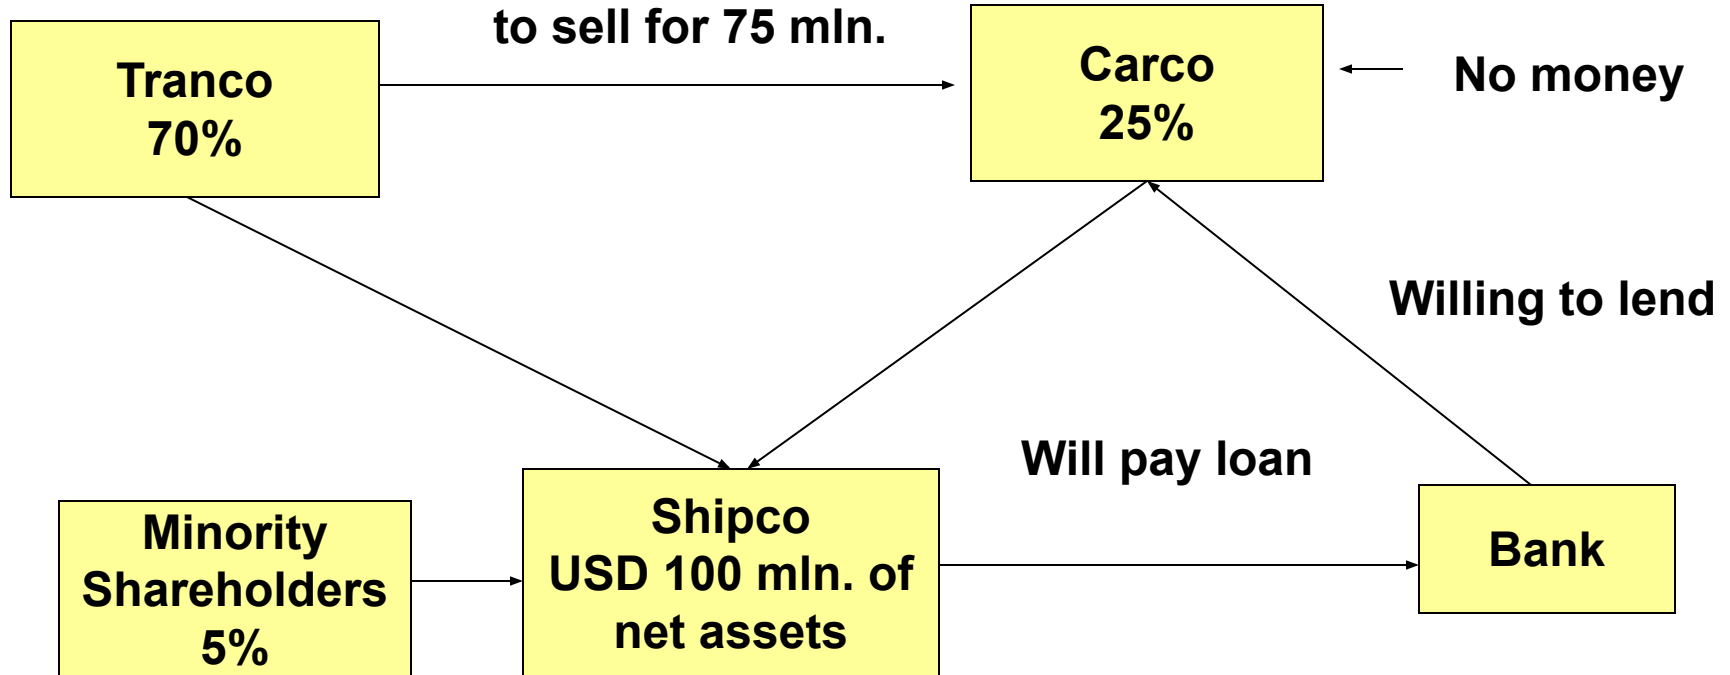 to sell for 75 mln.
Tranco
70%
Carco
25%
No money
Willing to lend
Will pay loan
Minority
Shareholders
5%
Shipco
USD 100 mln. of
net assets
Bank